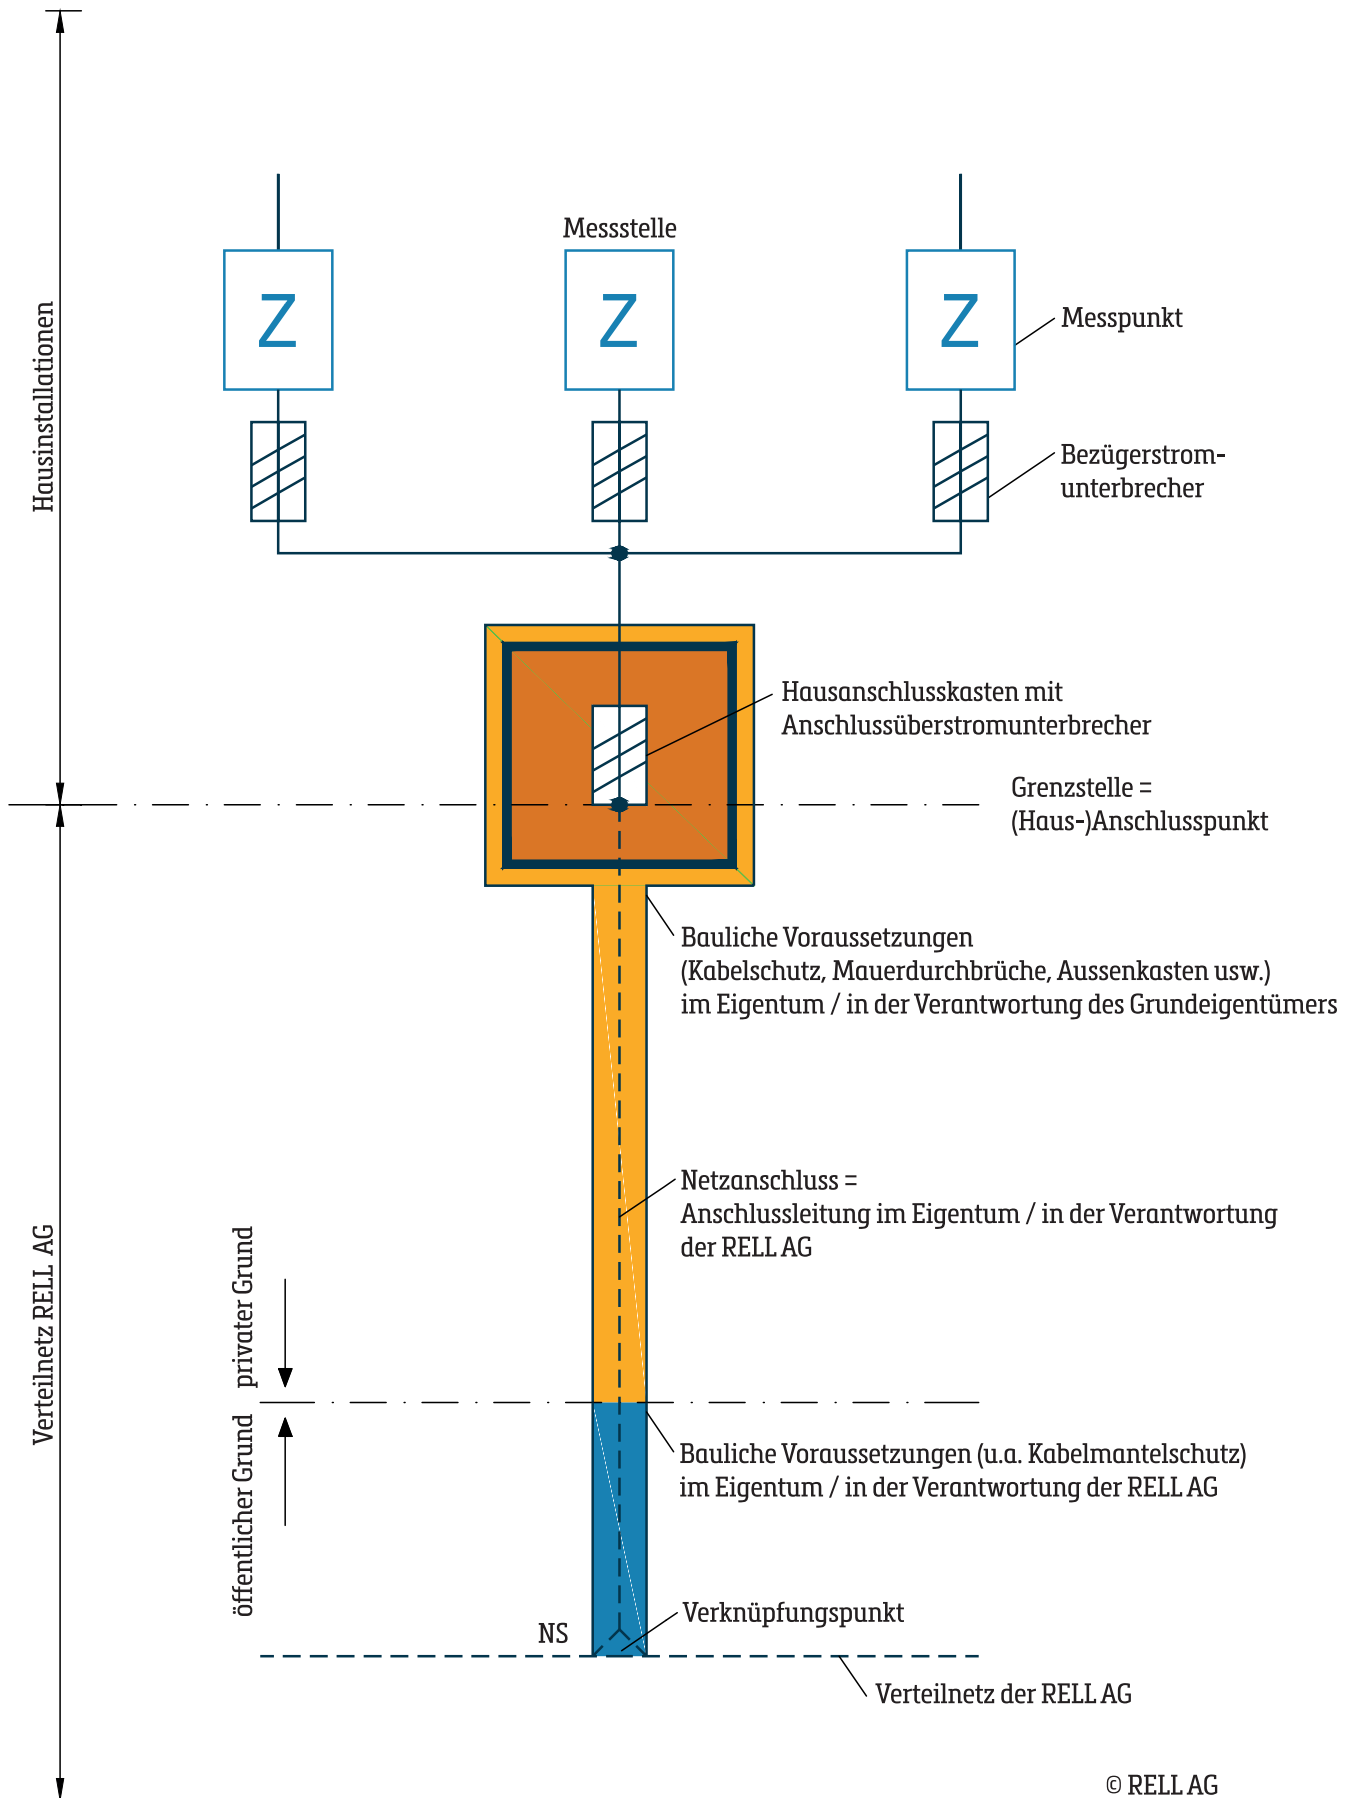 Messstelle
Z
Z
Z
Messpunkt
Hausinstallationen
Bezügerstrom-
unterbrecher
Hausanschlusskasten mit
Anschlussüberstromunterbrecher
Grenzstelle =
(Haus-)Anschlusspunkt
Bauliche Voraussetzungen
(Kabelschutz, Mauerdurchbrüche, Aussenkasten usw.)
im Eigentum / in der Verantwortung des Grundeigentümers
Netzanschluss =
Anschlussleitung im Eigentum / in der Verantwortung
der RELL AG
Verteilnetz RELL AG
privater Grund
öffentlicher Grund
Bauliche Voraussetzungen (u.a. Kabelmantelschutz)
im Eigentum / in der Verantwortung der RELL AG
Verknüpfungspunkt
NS
Verteilnetz der RELL AG
© RELL AG